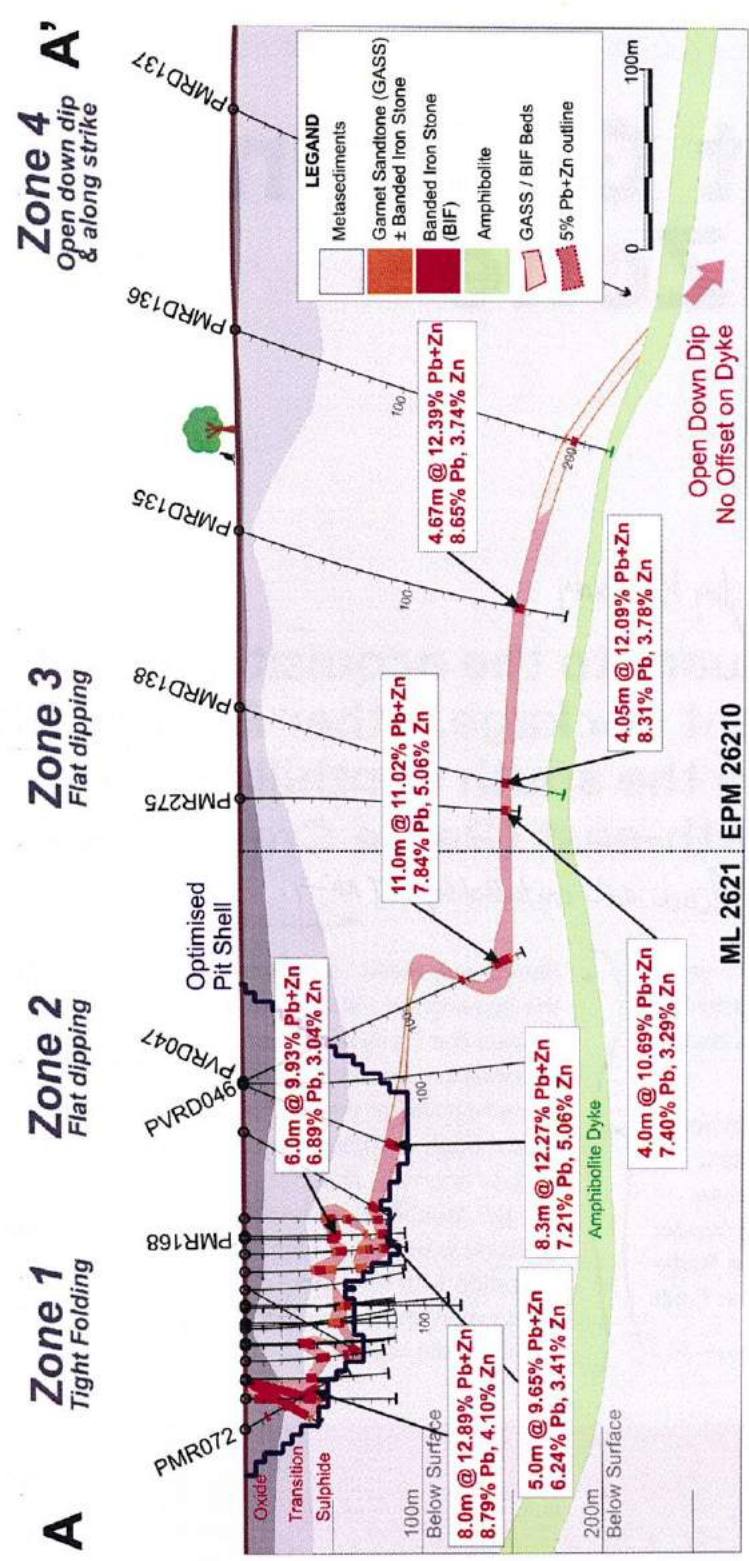 A
Zone 1
Tight Folding
Zone 2
Flat dipping
Zone 3
Flat dipping
Zone 4
Open down dip
& along strike
A'
PMR072
PMR168
PVRD046
PVRD047
PMR275
PMRD138
PMRD135
PMRD136
PMRD137
Optimised
Pit Shell
Oxide
Transition
Sulphide
100m
Below Surface
200m
Below Surface
100
100
100
100
100
200
6.0m @ 9.93% Pb+Zn
6.89% Pb, 3.04% Zn
11.0m @ 11.02% Pb+Zn
7.84% Pb, 5.06% Zn
4.67m @ 12.39% Pb+Zn
8.65% Pb, 3.74% Zn
8.0m @ 12.89% Pb+Zn
8.79% Pb, 4.10% Zn
5.0m @ 9.65% Pb+Zn
6.24% Pb, 3.41% Zn
8.3m @ 12.27% Pb+Zn
7.21% Pb, 5.06% Zn
4.0m @ 10.69% Pb+Zn
7.40% Pb, 3.29% Zn
4.05m @ 12.09% Pb+Zn
8.31% Pb, 3.78% Zn
Amphibolite Dyke
ML 2621
EPM 26210
Open Down Dip
No Offset on Dyke
LEGAND
Metasediments
Garnet Sandtone (GASS)
± Banded Iron Stone
Banded Iron Stone
(BIF)
Amphibolite
GASS / BIF Beds
5% Pb+Zn outline
0
100m